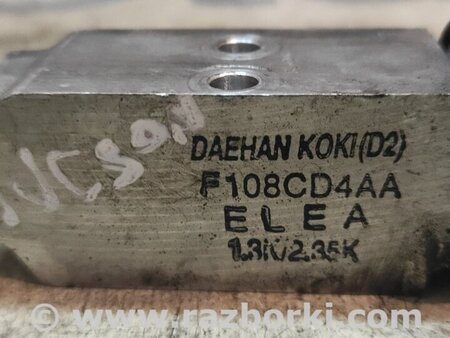 DAEHAN KOKI(D2)
F108CD4AA
ELEA
1.3K/2.35K
© www.razborki.com/